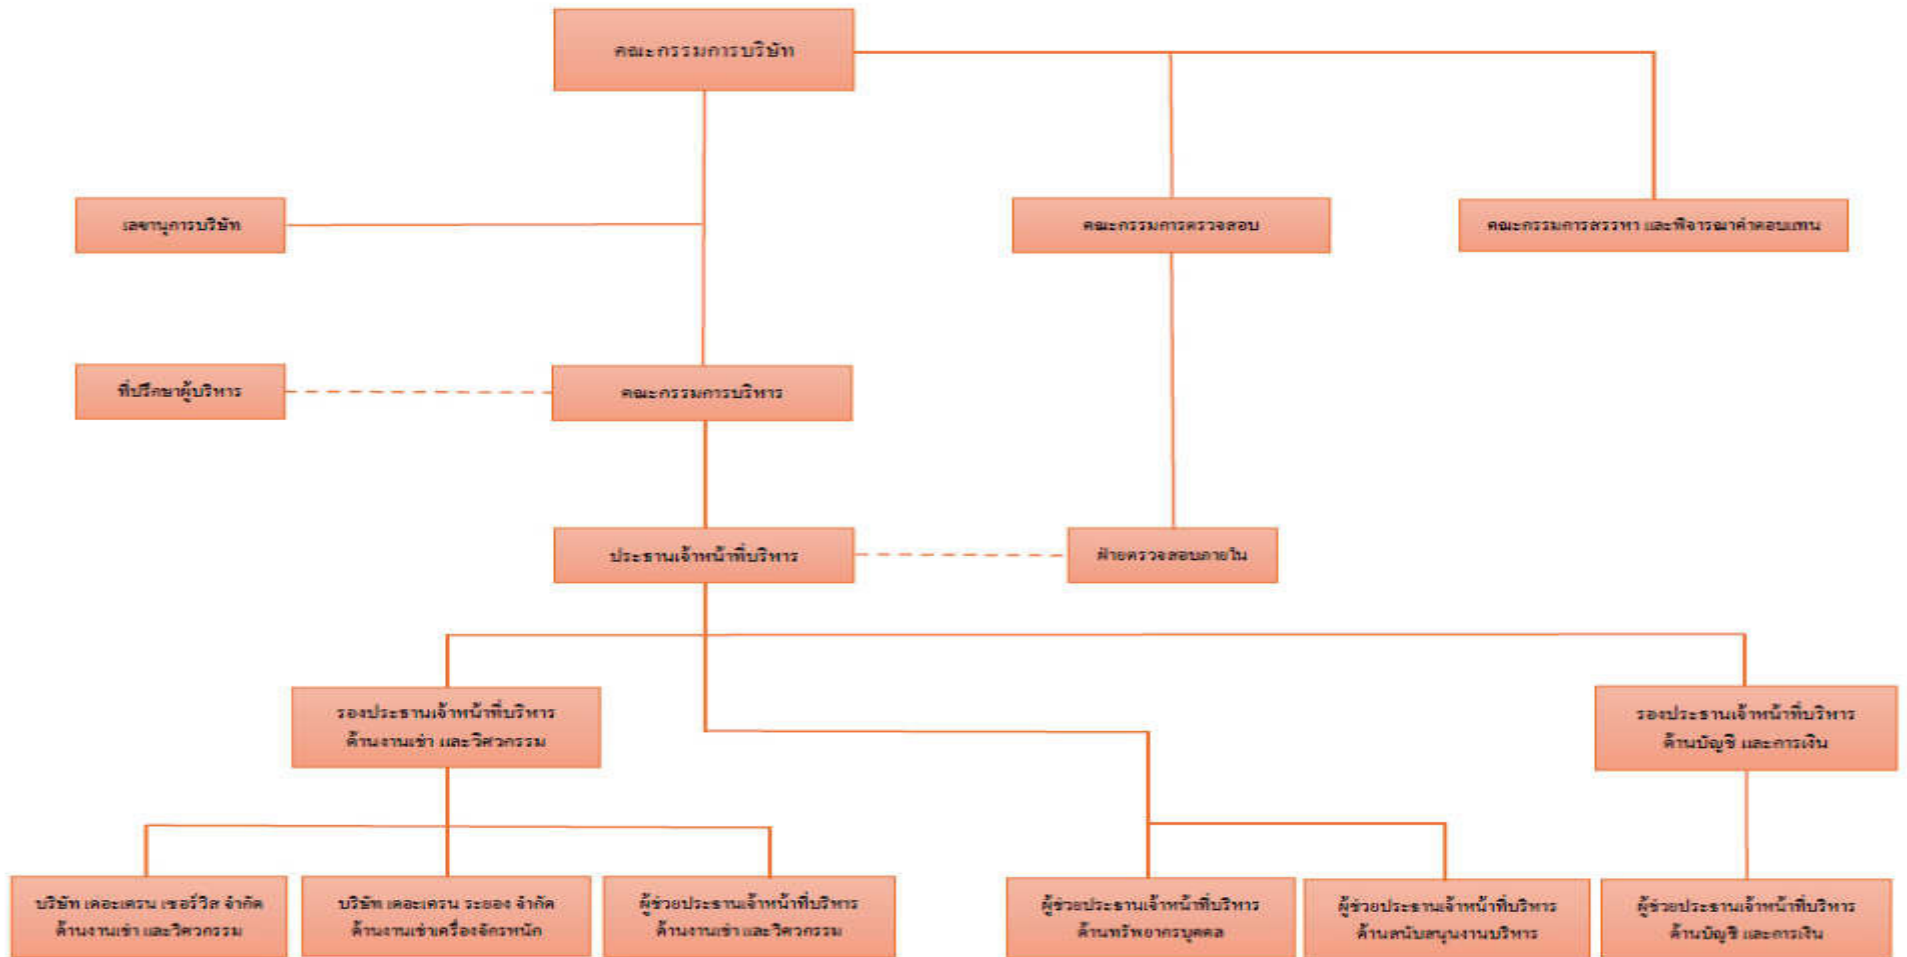 คณะกรรมการบริษัท
เลขานุการบริษัท
คณะกรรมการตรวจสอบ
คณะกรรมการสรรหา และพิจารณาค่าตอบแทน
ที่ปรึกษาผู้บริหาร
คณะกรรมการบริหาร
ประธานเจ้าหน้าที่บริหาร
ฝ่ายตรวจสอบภายใน
รองประธานเจ้าหน้าที่บริหาร
ด้านงานเช่า และวิศวกรรม
รองประธานเจ้าหน้าที่บริหาร
ด้านบัญชี และการเงิน
บริษัท เดอะเครน เซอร์วิส จำกัด
ด้านงานเช่า และวิศวกรรม
บริษัท เดอะเครน ระยอง จำกัด
ด้านงานเช่าเครื่องจักรหนัก
ผู้ช่วยประธานเจ้าหน้าที่บริหาร
ด้านงานเช่า และวิศวกรรม
ผู้ช่วยประธานเจ้าหน้าที่บริหาร
ด้านทรัพยากรบุคคล
ผู้ช่วยประธานเจ้าหน้าที่บริหาร
ด้านสนับสนุนงานบริหาร
ผู้ช่วยประธานเจ้าหน้าที่บริหาร
ด้านบัญชี และการเงิน